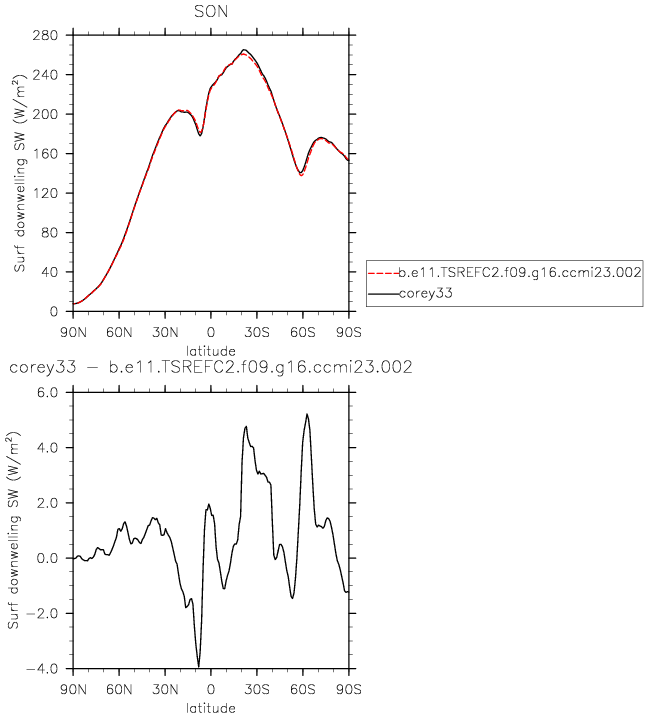 SON
Surf downwelling SW (W/m²)
280
240
200
160
120
80
40
0
90N 60N 30N 0 30S 60S 90S
latitude
b.e11.TSREFC2.f09.g16.ccmi23.002
corey33
corey33 − b.e11.TSREFC2.f09.g16.ccmi23.002
Surf downwelling SW (W/m²)
6.0
4.0
2.0
0.0
−2.0
−4.0
90N 60N 30N 0 30S 60S 90S
latitude